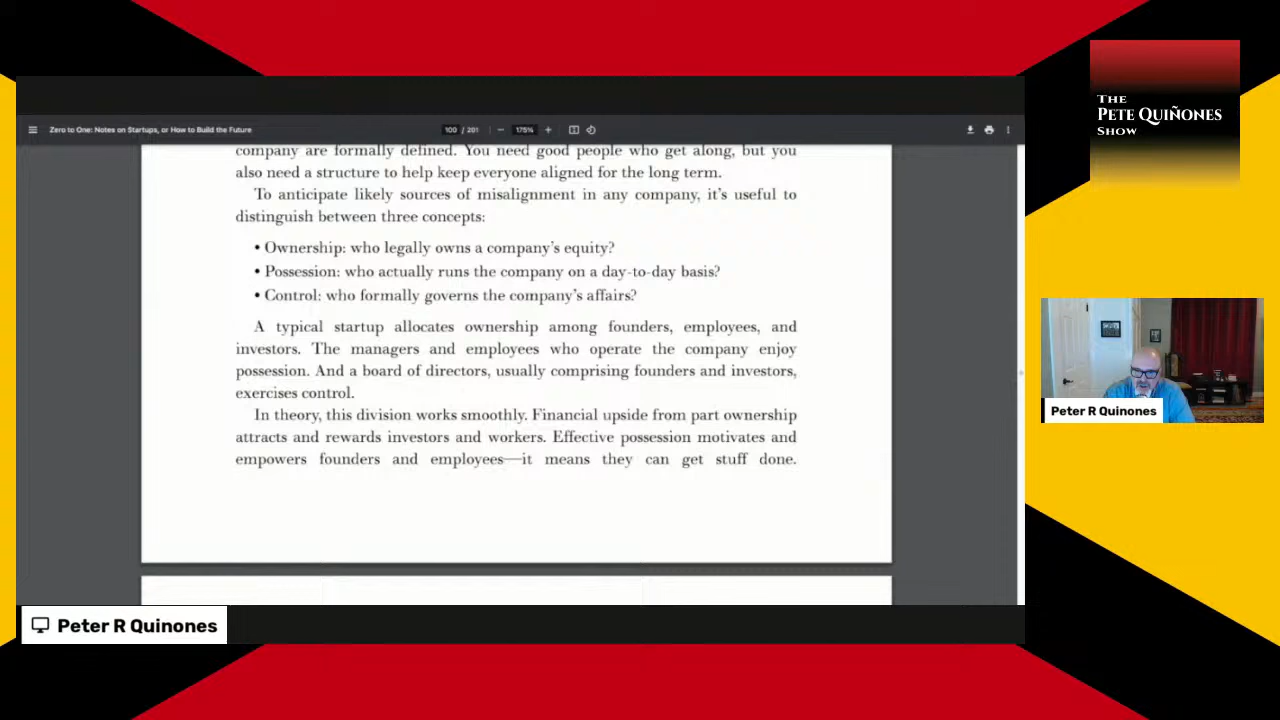 THE
PETE QUIÑONES
SHOW
Zero to One: Notes on Startups, or How to Build the Future
100 / 201
175%
company are formally defined. You need good people who get along, but you
also need a structure to help keep everyone aligned for the long term.
To anticipate likely sources of misalignment in any company, it’s useful to
distinguish between three concepts:
• Ownership: who legally owns a company’s equity?
• Possession: who actually runs the company on a day-to-day basis?
• Control: who formally governs the company’s affairs?
A typical startup allocates ownership among founders, employees, and
investors. The managers and employees who operate the company enjoy
possession. And a board of directors, usually comprising founders and investors,
exercises control.
In theory, this division works smoothly. Financial upside from part ownership
attracts and rewards investors and workers. Effective possession motivates and
empowers founders and employees—it means they can get stuff done.
Peter R Quinones
Peter R Quinones